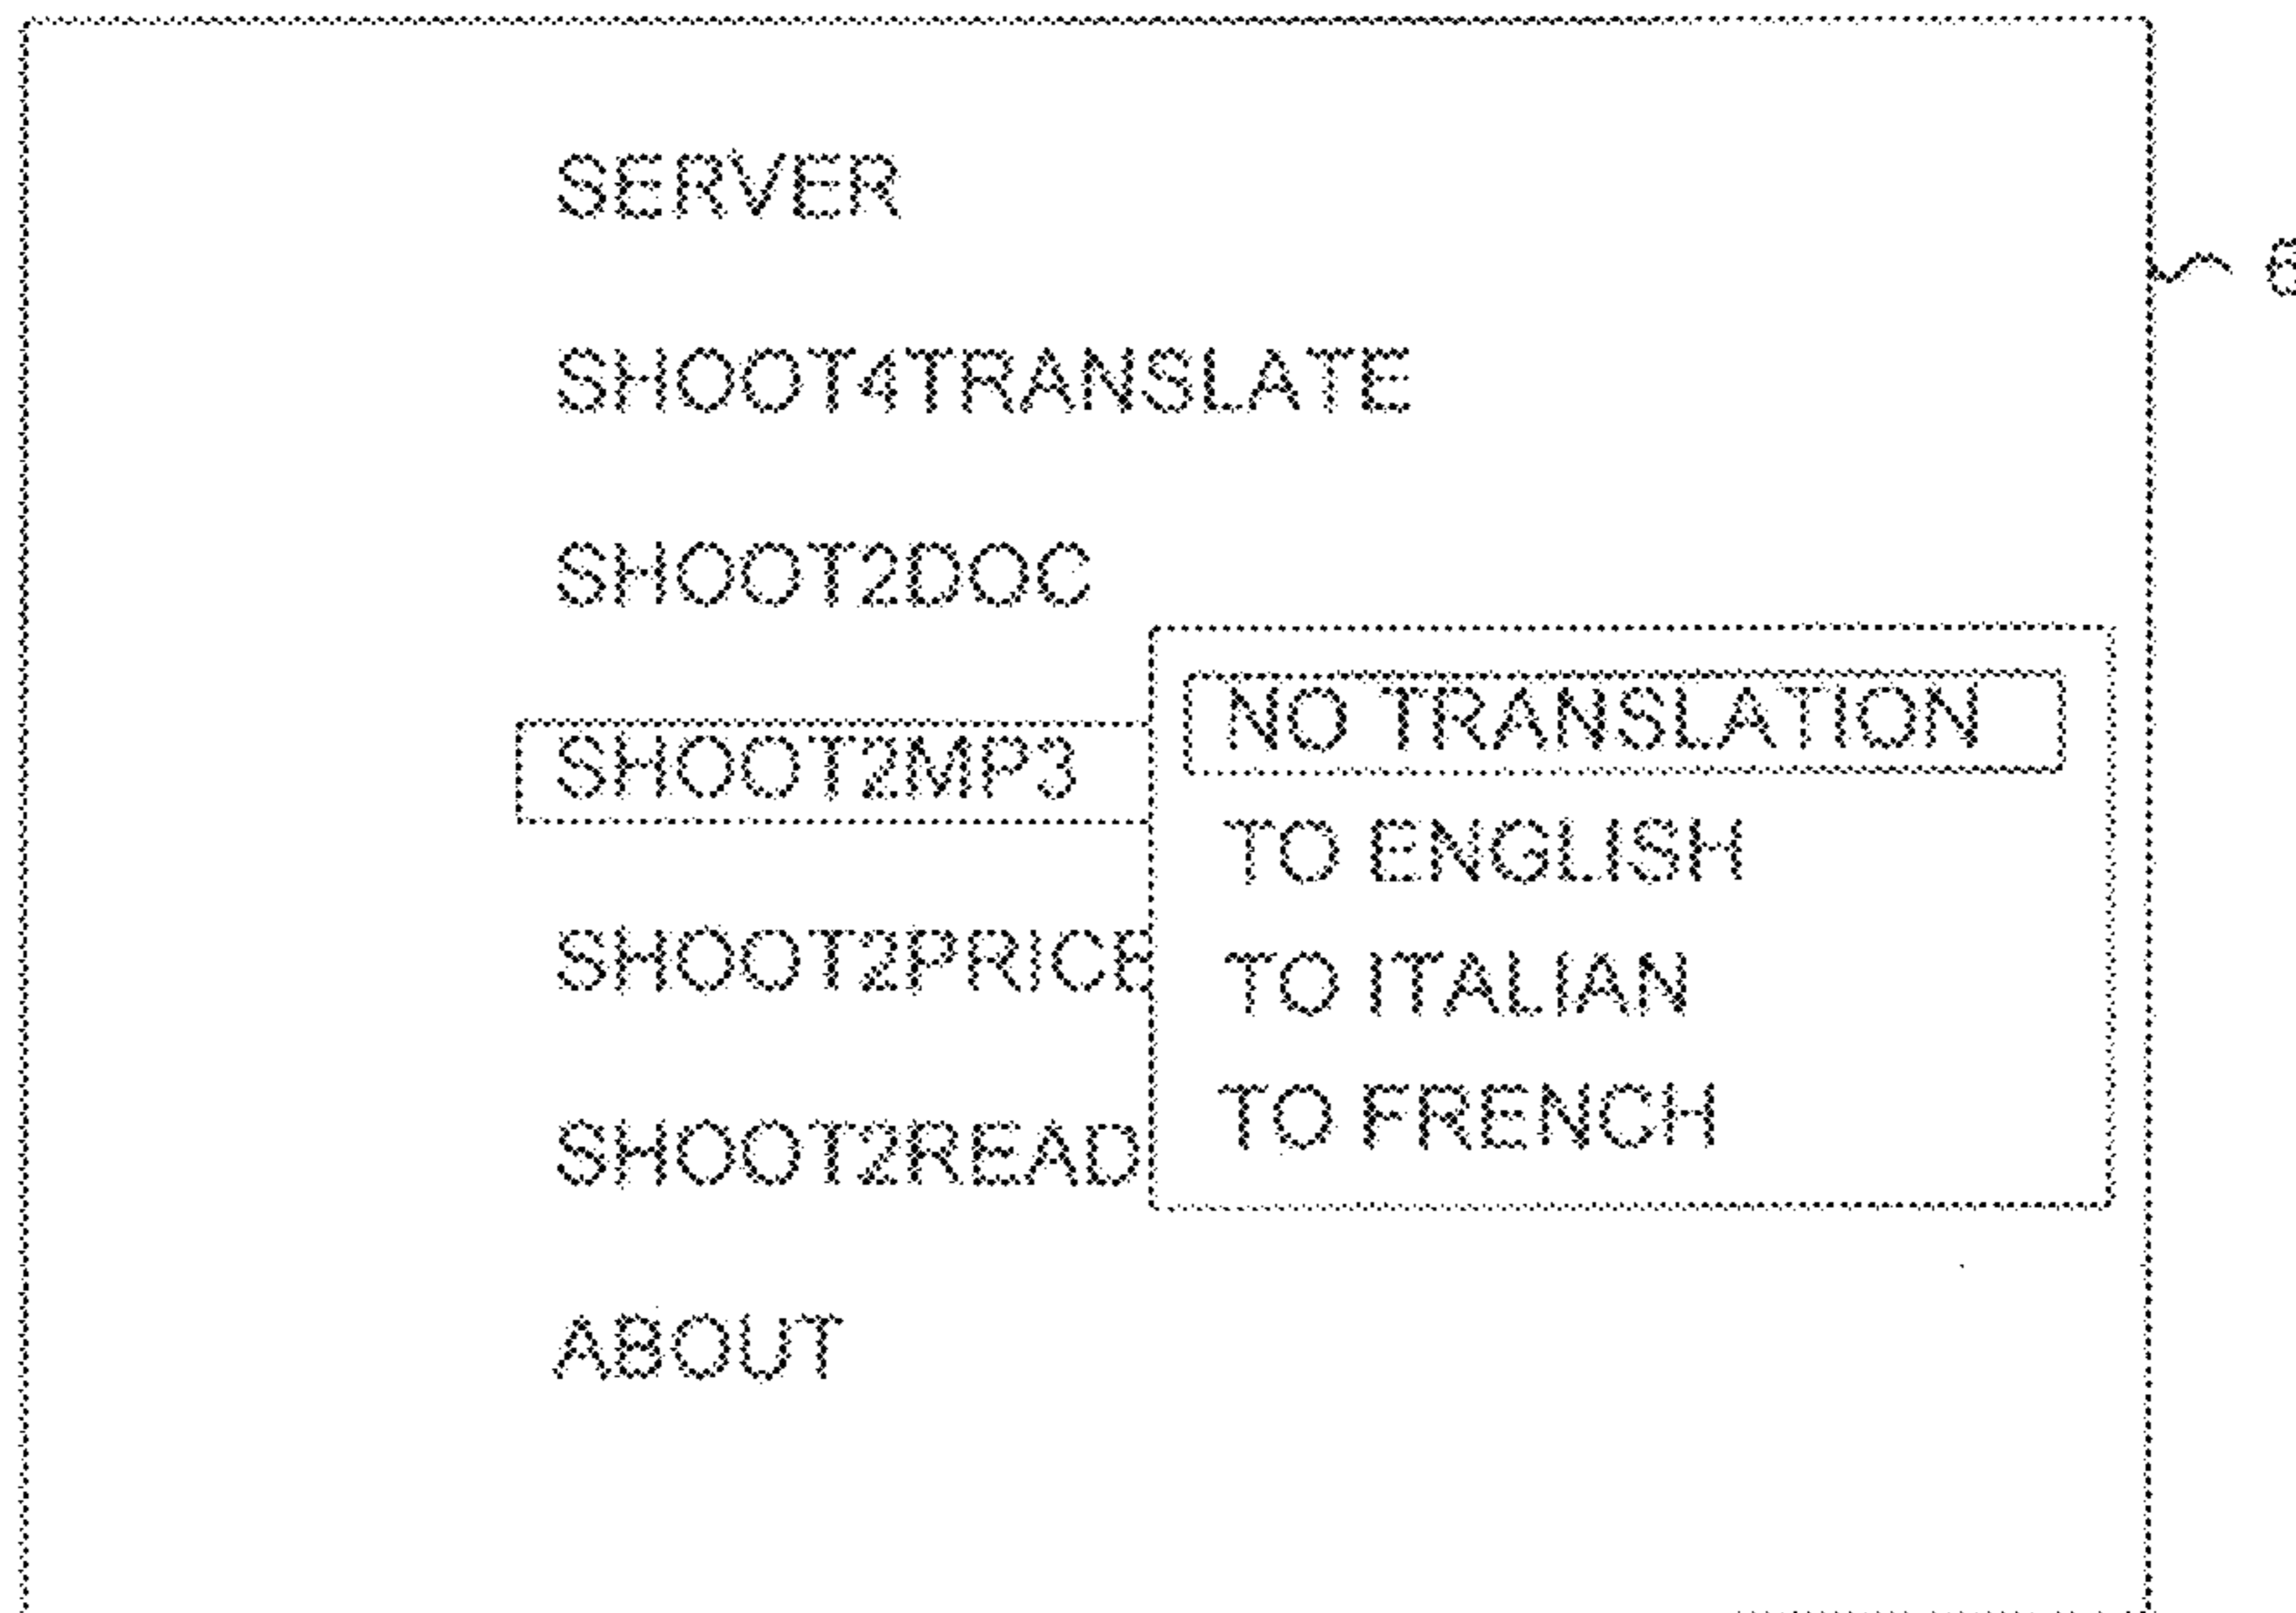 SERVER
SHOOT4TRANSLATE
SHOOT2DOC
SHOOT2MP3
NO TRANSLATION
TO ENGLISH
TO ITALIAN
TO FRENCH
SHOOT2PRICE
SHOOT2READ
ABOUT